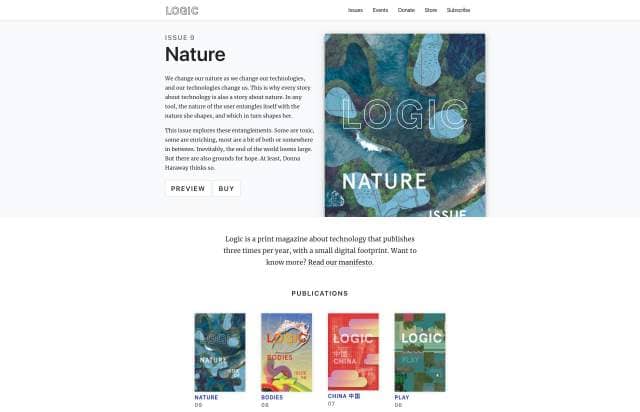 LOGIC
Issues Events Donate Store Subscribe
ISSUE 9
Nature
We change our nature as we change our technologies,
and our technologies change us. This is why every story
about technology is also a story about nature. In any
tool, the nature of the user entangles itself with the
nature she shapes, and which in turn shapes her.
This issue explores these entanglements. Some are toxic,
some are enriching, most are a bit of both or somewhere
in between. Inevitably, the end of the world looms large.
But there are also grounds for hope. At least, Donna
Haraway thinks so.
PREVIEW BUY
LOGIC
NATURE
ISSUE
Logic is a print magazine about technology that publishes
three times per year, with a small digital footprint. Want to
know more? Read our manifesto.
PUBLICATIONS
LOGIC
NATURE
ISSUE
LOGIC
BODIES
ISSUE
LOGIC
中国
CHINA
LOGIC
PLAY
NATURE
09
BODIES
08
CHINA 中国
07
PLAY
06